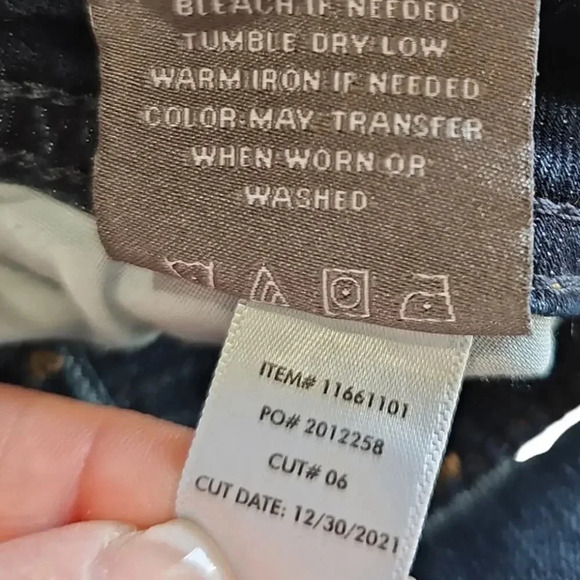 BLEACH IF NEEDED
TUMBLE DRY LOW
WARM IRON IF NEEDED
COLOR MAY TRANSFER
WHEN WORN OR
WASHED
ITEM# 11661101
PO# 2012258
CUT# 06
CUT DATE: 12/30/2021